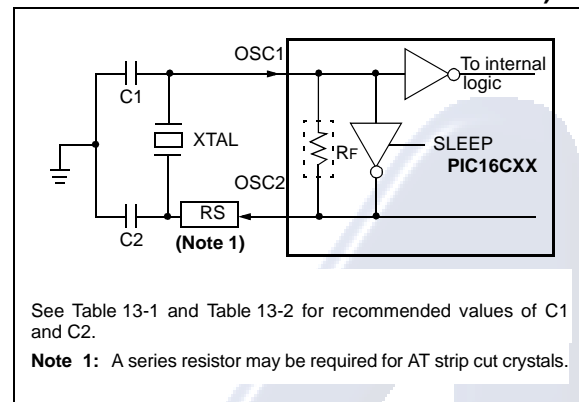 OSC1
To internal
logic
C1
XTAL
RF
SLEEP
PIC16CXX
OSC2
RS
C2
(Note 1)
See Table 13-1 and Table 13-2 for recommended values of C1
and C2.
Note 1: A series resistor may be required for AT strip cut crystals.